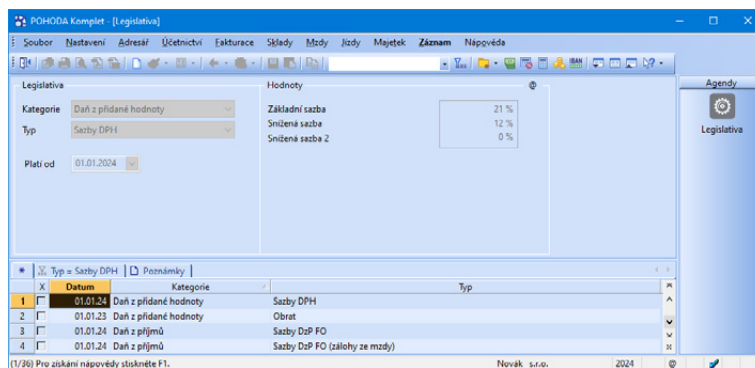 POHODA Komplet - [Legislativa]
Soubor Nastavení Adresář Účetnictví Fakturace Sklady Mzdy Jízdy Majetek Záznam Nápověda
IBAN
Legislativa Hodnoty @ Agendy
Kategorie Daň z přidané hodnoty Základní sazba 21 %
Typ Sazby DPH Snížená sazba 12 % Legislativa
Snížená sazba 2 0 %
Platí od 01.01.2024
* Typ = Sazby DPH Poznámky
X Datum Kategorie Typ
1 01.01.24 Daň z přidané hodnoty Sazby DPH
2 01.01.23 Daň z přidané hodnoty Obrat
3 01.01.24 Daň z příjmů Sazby DzP FO
4 01.01.24 Daň z příjmů Sazby DzP FO (zálohy ze mzdy)
(1/36) Pro získání nápovědy stiskněte F1. Novák s.r.o. 2024 @